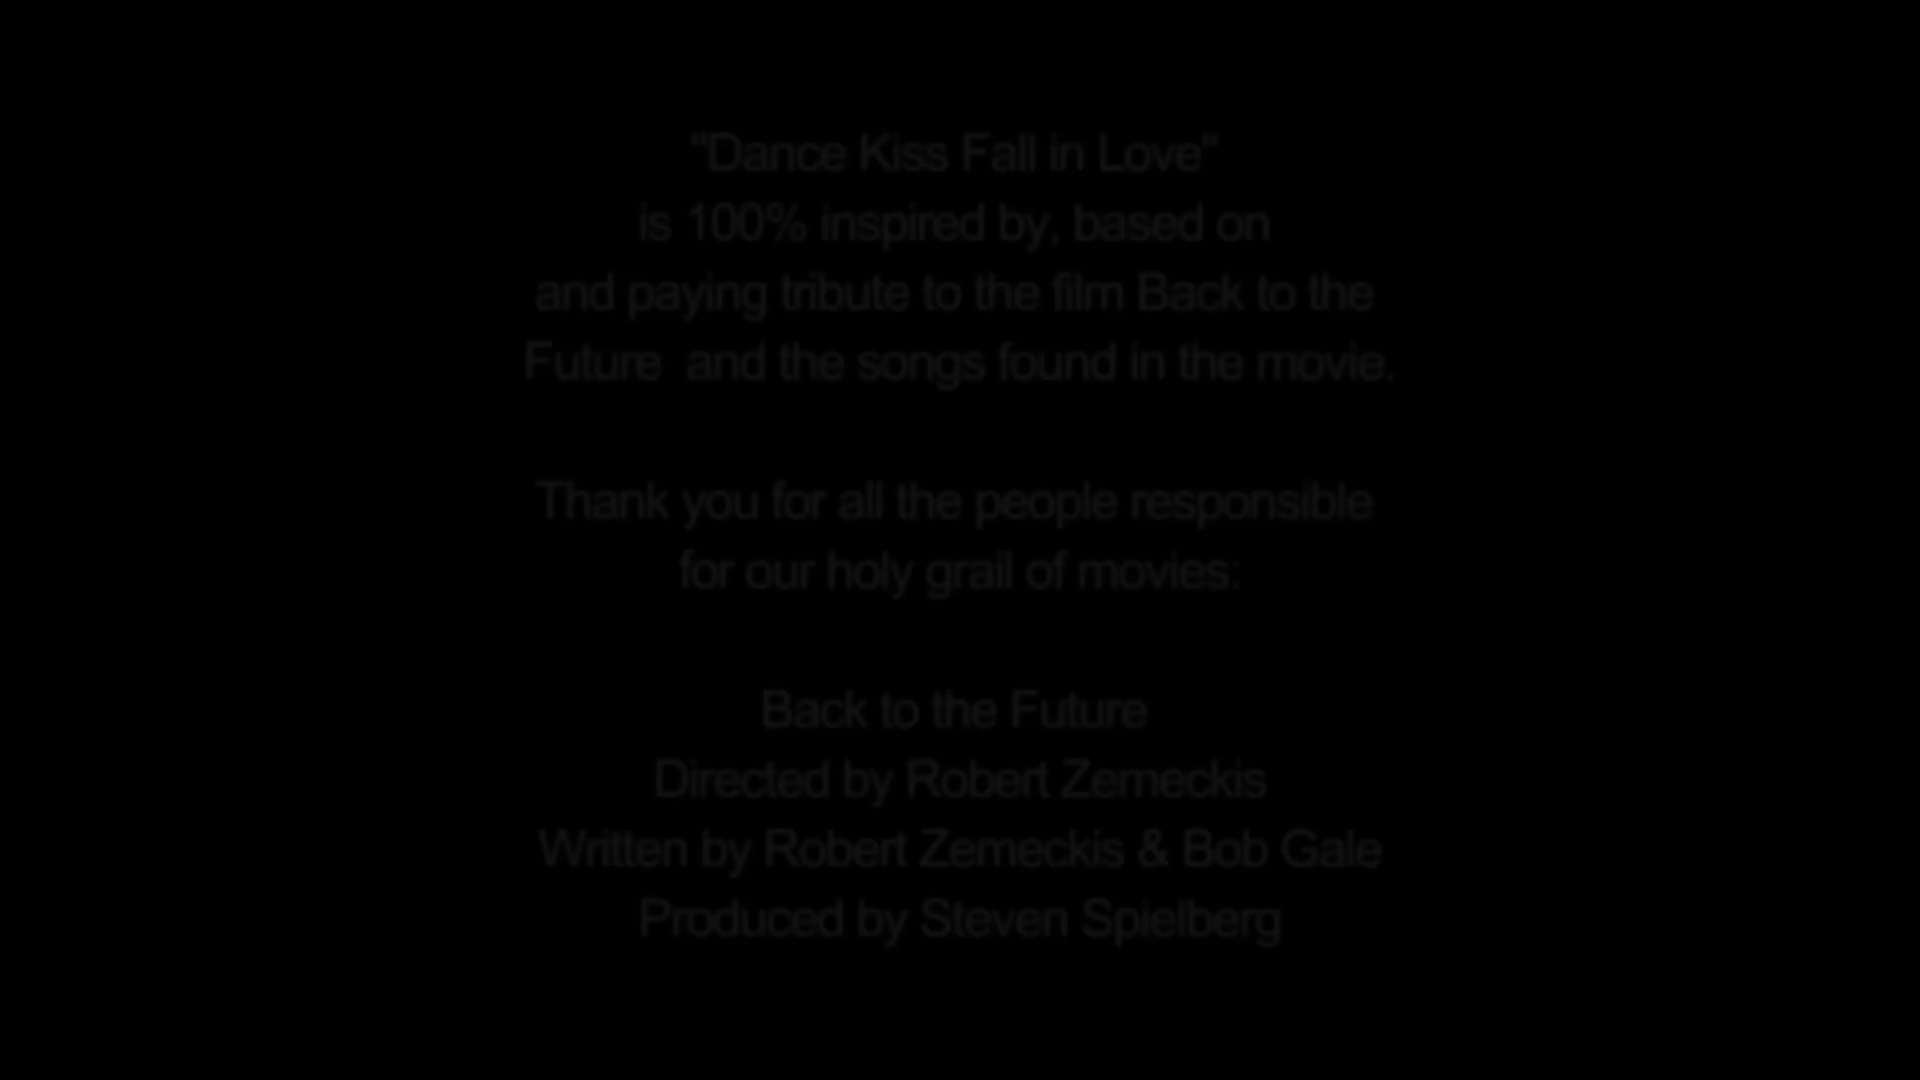 "Dance Kiss Fall in Love"
is 100% inspired by, based on
and paying tribute to the film Back to the
Future  and the songs found in the movie.
Thank you for all the people responsible
for our holy grail of movies:
Back to the Future
Directed by Robert Zemeckis
Written by Robert Zemeckis & Bob Gale
Produced by Steven Spielberg